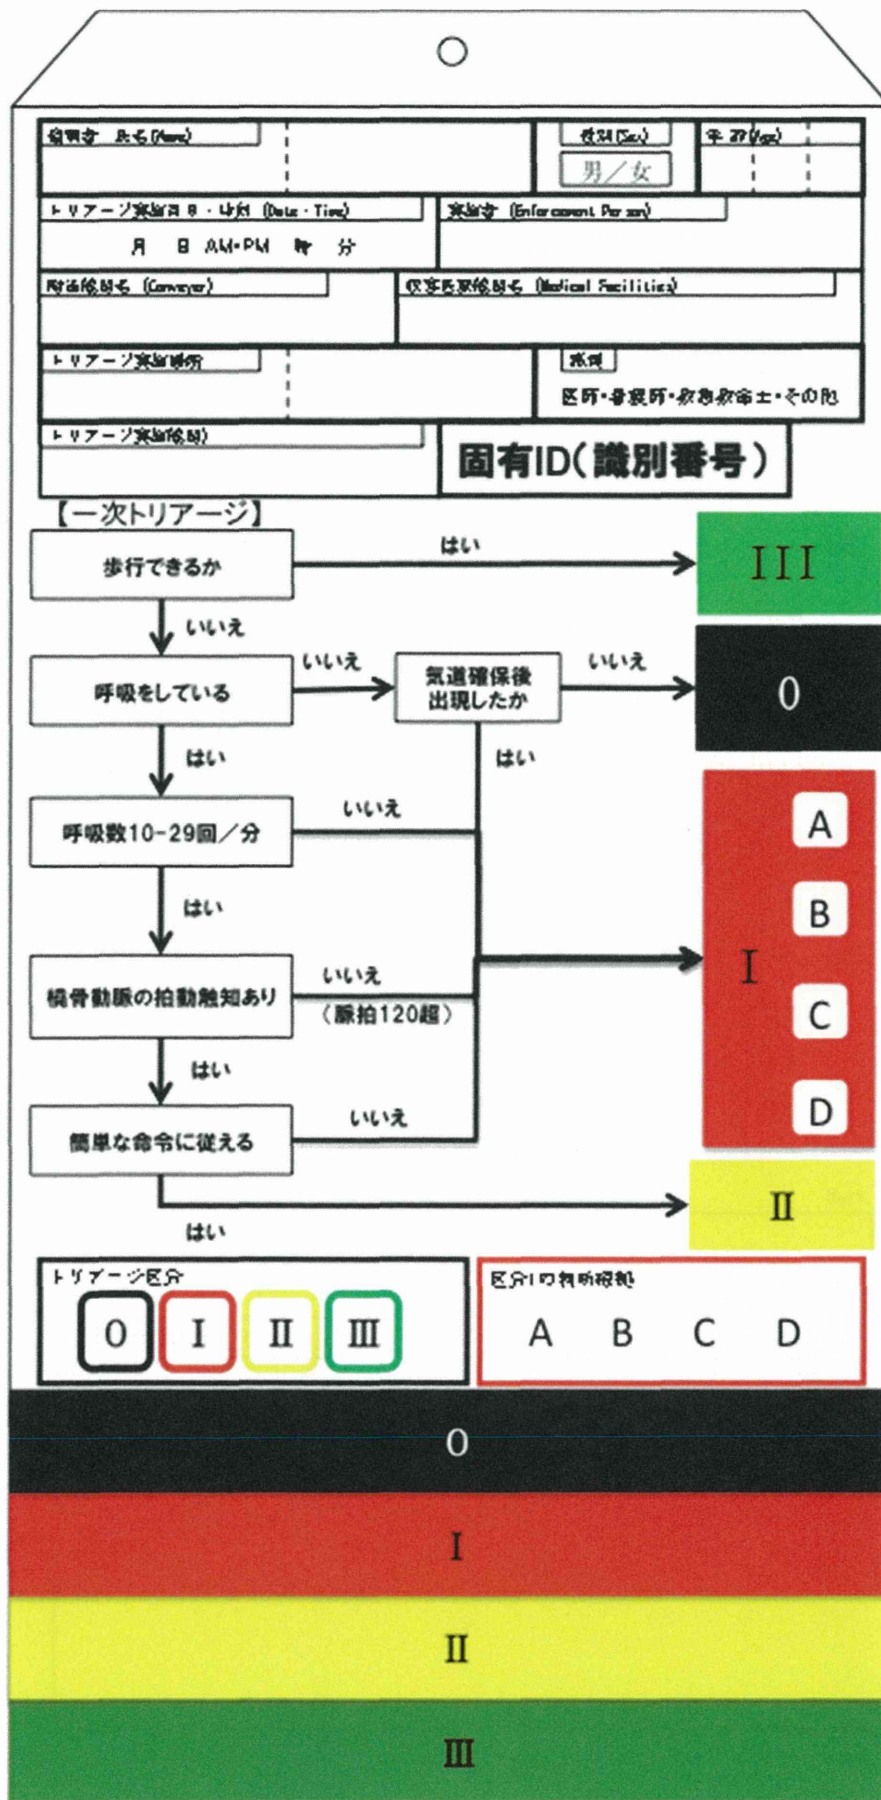 氏名(Name)
性別(Sex)
年齢(Age)
男／女
トリアージ実施月日・時刻 (Date・Time)
実施者 (Enforcement Person)
月 日 AM・PM 時 分
搬送機関名 (Conveyer)
収容医療機関名 (Medical Facilities)
トリアージ実施場所
医師・看護師・救急救命士・その他
トリアージ実施機関
固有ID(識別番号)
【一次トリアージ】
歩行できるか
はい
III
いいえ
呼吸をしている
いいえ
気道確保後
出現したか
いいえ
0
はい
はい
呼吸数10-29回／分
いいえ
A
B
はい
I
橈骨動脈の拍動触知あり
いいえ
(脈拍120超)
C
はい
D
簡単な命令に従える
いいえ
はい
II
トリアージ区分
区分Iの判断根拠
0 I II III
A B C D
0
I
II
III